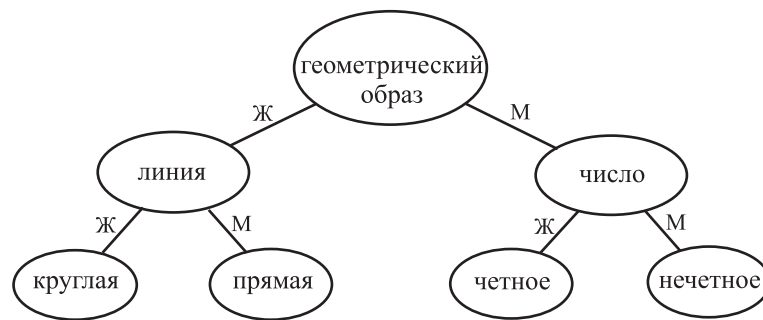 геометрический
образ
Ж М
линия число
Ж М Ж М
круглая прямая четное нечетное